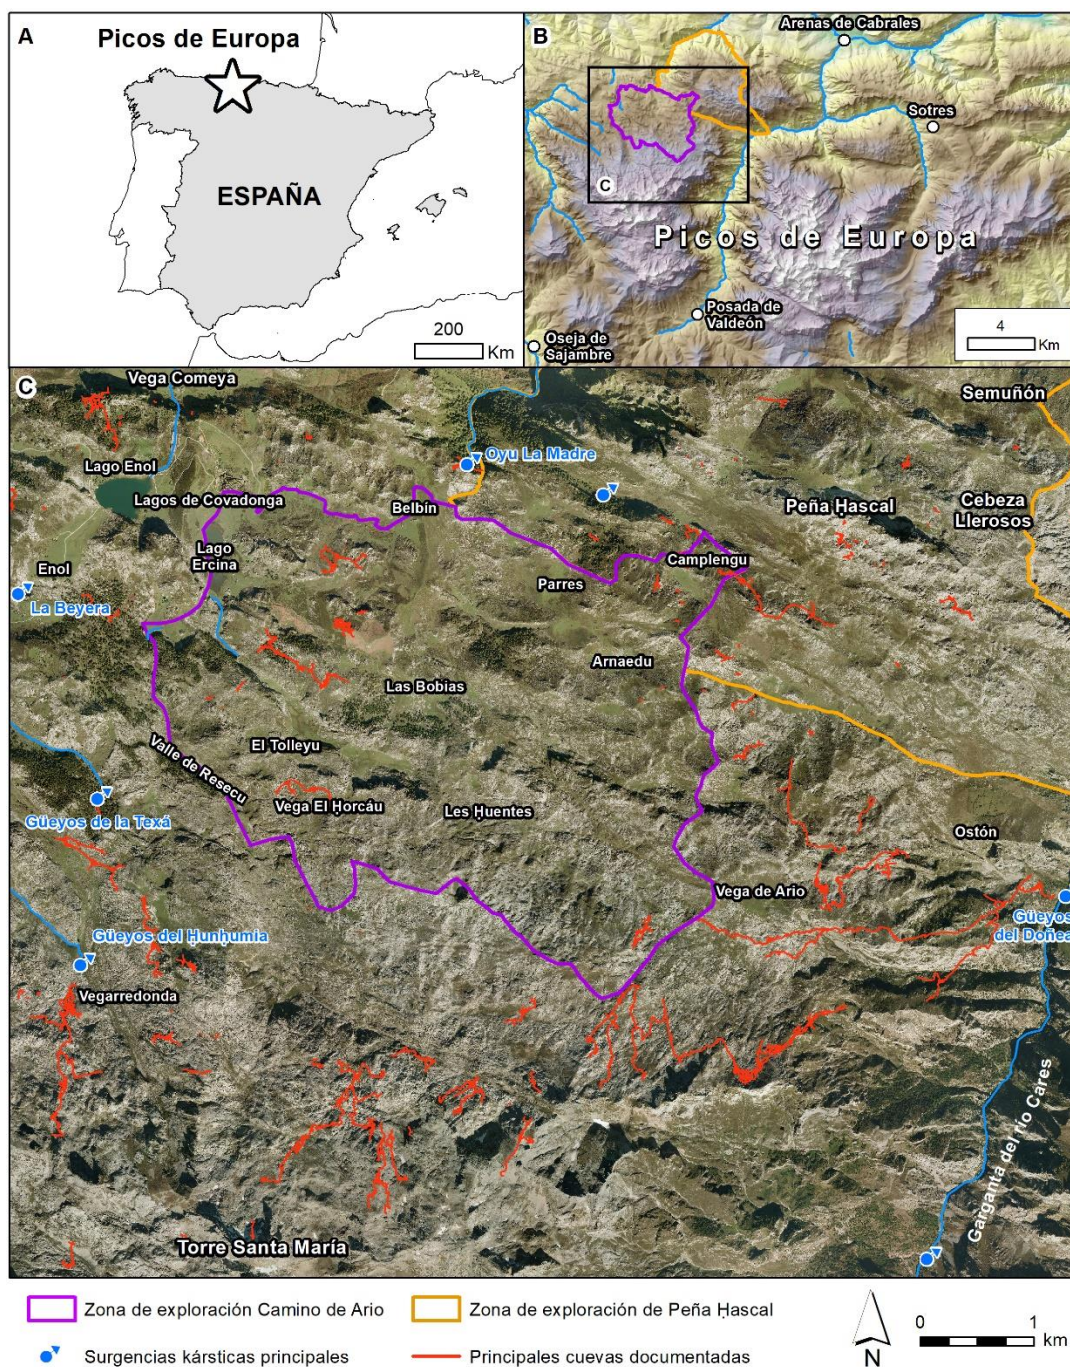 A
Picos de Europa
ESPAÑA
200
Km
B
Arenas de Cabrales
Sotres
C
Picos de Europa
Posada de
Valdeón
Oseja de
Sajambre
4
Km
C
Vega Comeya
Semuñón
Oyu La Madre
Lago Enol
Lagos de Covadonga
Belbín
Peña Ḥascal
Cebeza
Llerosos
Lago
Ercina
Enol
Camplengu
Parres
La Beyera
Arnaedu
Las Bobias
El Tolleyu
Valle de Resecu
Vega El Ḥorcáu
Les Ḥuentes
Güeyos de la Texá
Ostón
Vega de Ario
Güeyos
del Doñea
Güeyos del Ḥunḥumia
Vegarredonda
Garganta del río Cares
Torre Santa María
Zona de exploración Camino de Ario
Zona de exploración de Peña Ḥascal
Surgencias kársticas principales
Principales cuevas documentadas
N
0 1
km